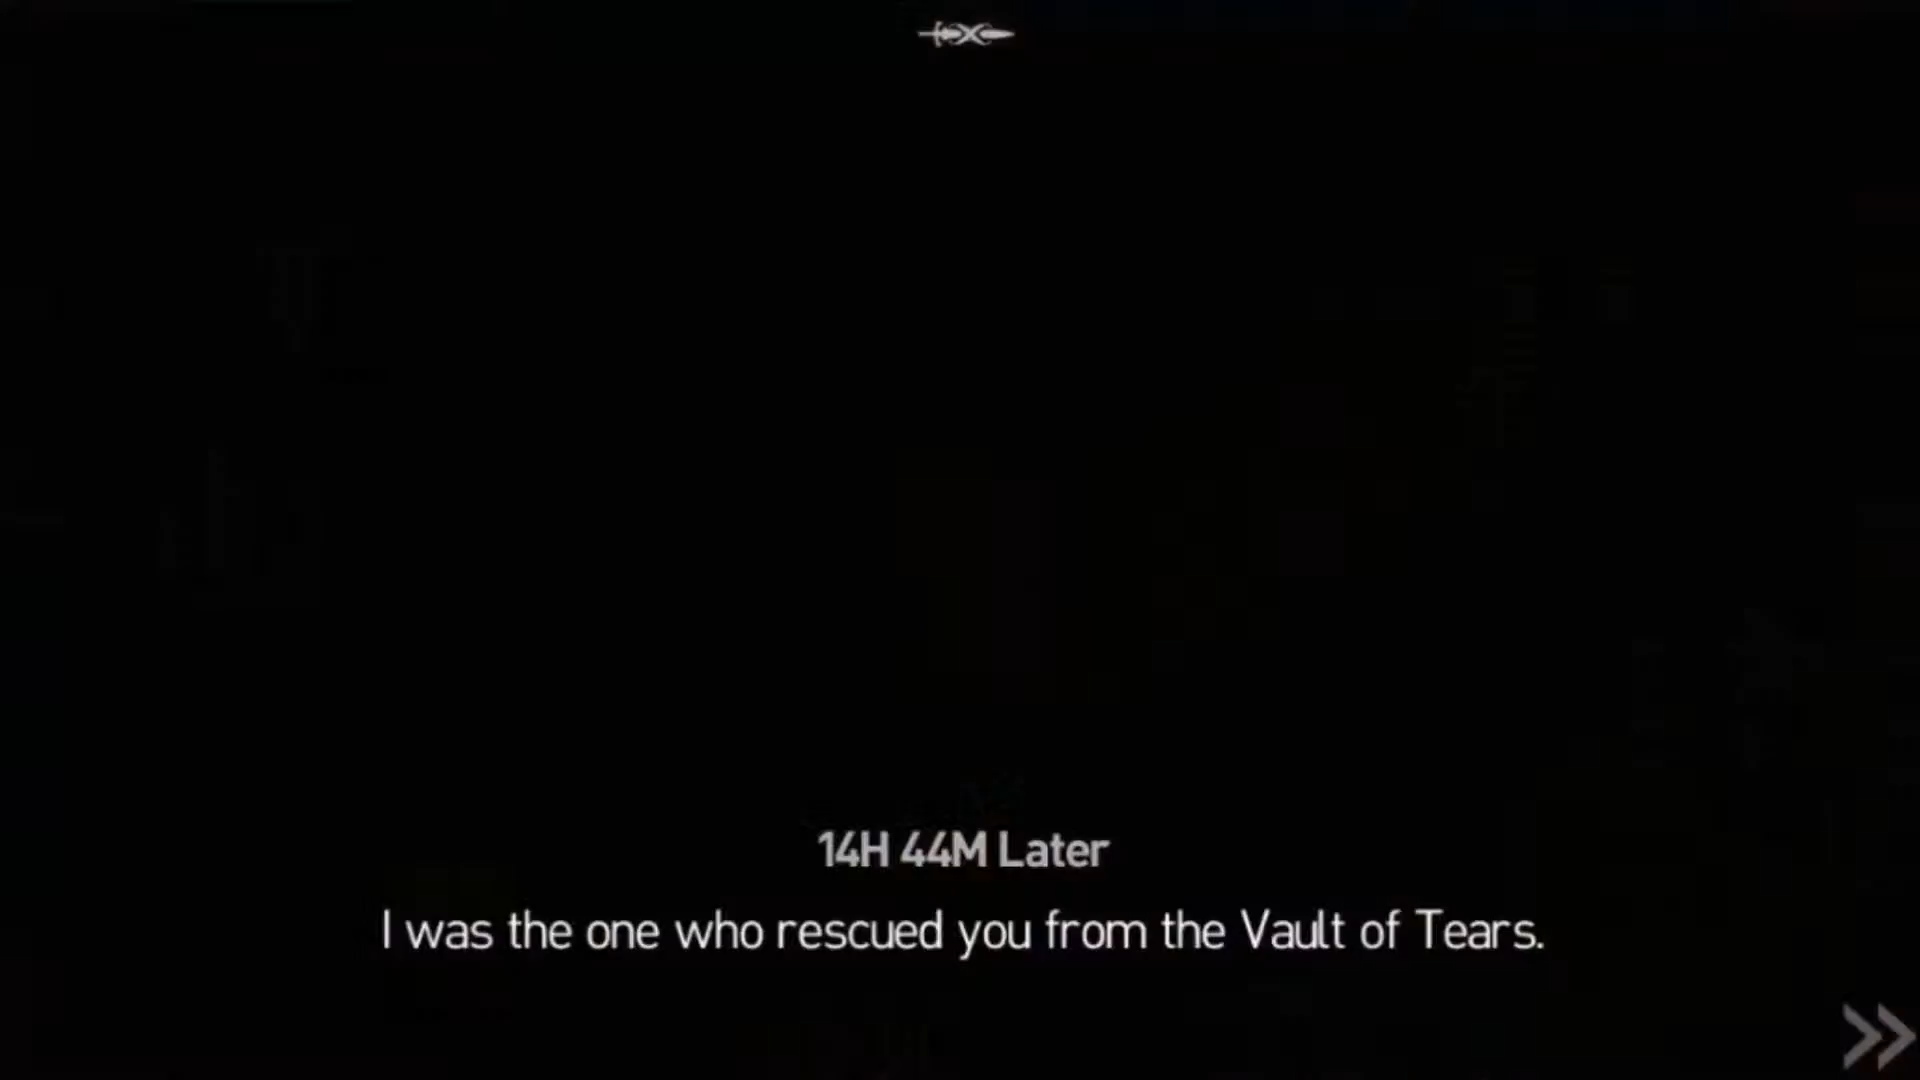 14H 44M Later
I was the one who rescued you from the Vault of Tears.